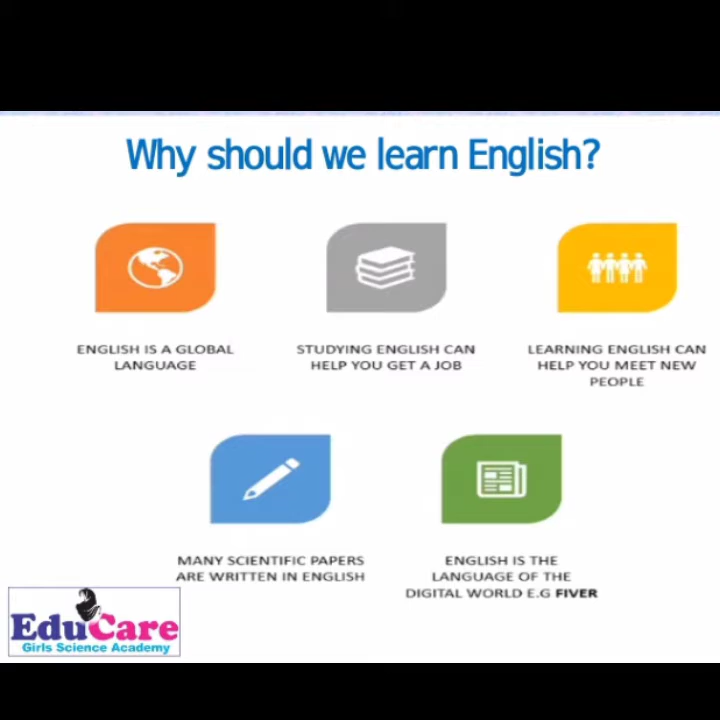 Why should we learn English?
ENGLISH IS A GLOBAL
LANGUAGE
STUDYING ENGLISH CAN
HELP YOU GET A JOB
LEARNING ENGLISH CAN
HELP YOU MEET NEW
PEOPLE
MANY SCIENTIFIC PAPERS
ARE WRITTEN IN ENGLISH
ENGLISH IS THE
LANGUAGE OF THE
DIGITAL WORLD E.G FIVER
EduCare
Girls Science Academy